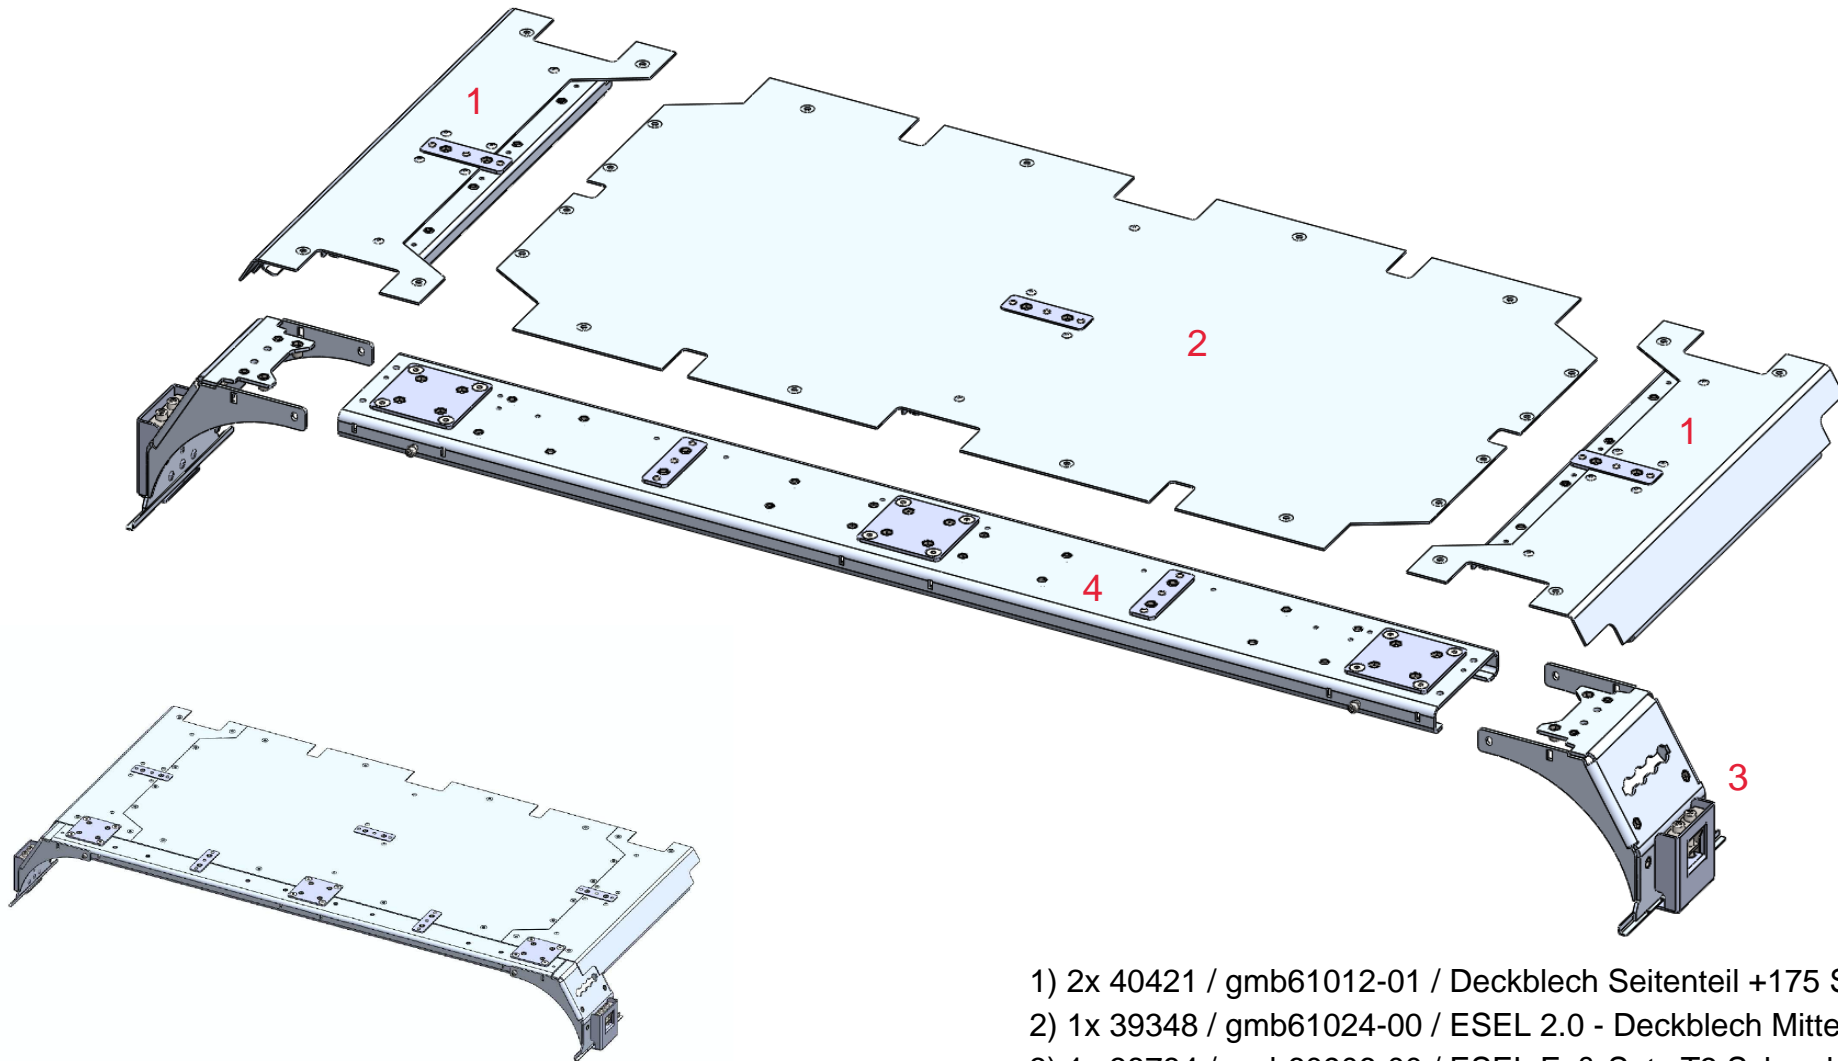 1
2
1
4
3
1) 2x 40421 / gmb61012-01 / Deckblech Seitenteil +175
2) 1x 39348 / gmb61024-00 / ESEL 2.0 - Deckblech